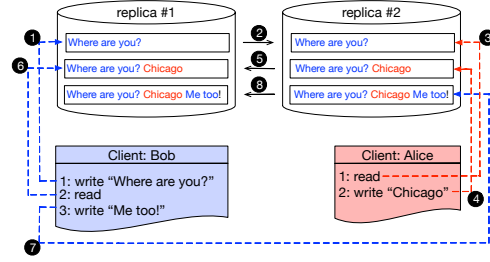 replica #1
replica #2
1
Where are you?
2
Where are you?
3
6
Where are you? Chicago
5
Where are you? Chicago
Where are you? Chicago Me too!
8
Where are you? Chicago Me too!
Client: Bob
1: write “Where are you?”
2: read
3: write “Me too!”
Client: Alice
1: read
2: write “Chicago”
4
7